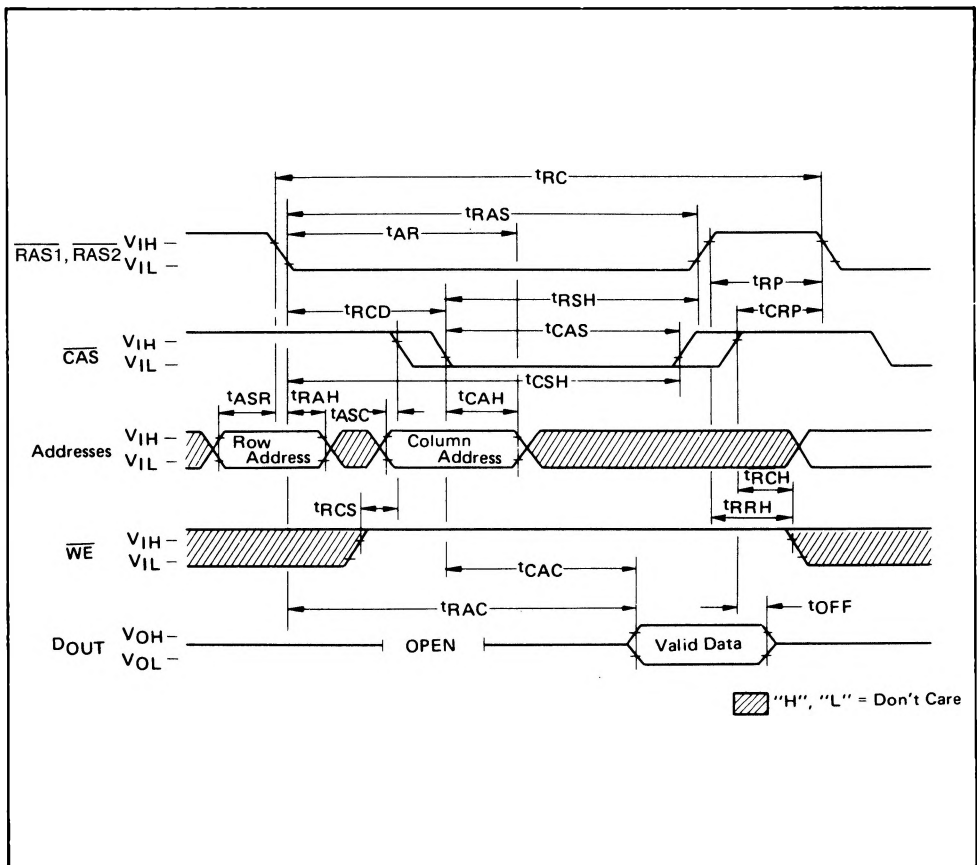 tRC
tRAS
tAR
RAS1, RAS2 VIH –
VIL –
tRP
tRSH
tRCD
tCRP
tCAS
CAS VIH –
VIL –
tCSH
tASR tRAH tASC tCAH
Addresses VIH – Row Address Column Address
VIL –
tRCH
tRCS tRRH
WE VIH –
VIL –
tCAC
tRAC tOFF
DOUT VOH – OPEN Valid Data
VOL –
"H", "L" = Don't Care